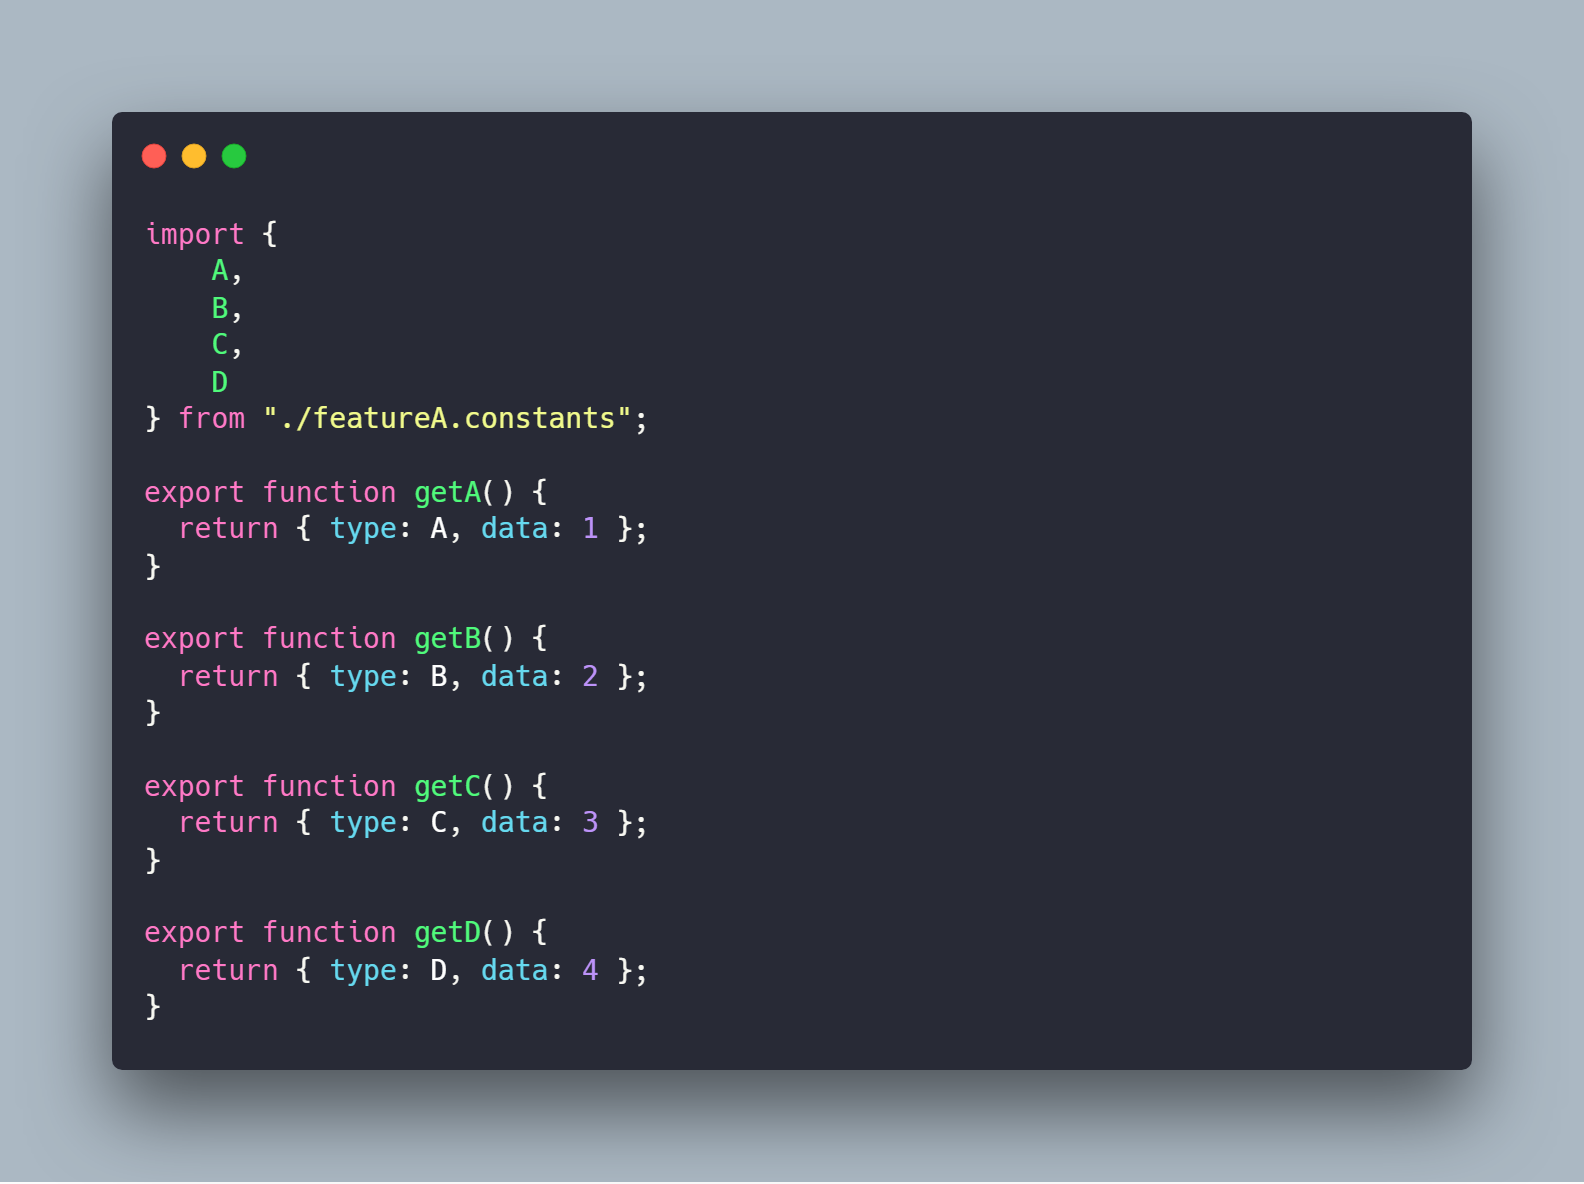 import {
    A,
    B,
    C,
    D
} from "./featureA.constants";

export function getA() {
  return { type: A, data: 1 };
}

export function getB() {
  return { type: B, data: 2 };
}

export function getC() {
  return { type: C, data: 3 };
}

export function getD() {
  return { type: D, data: 4 };
}